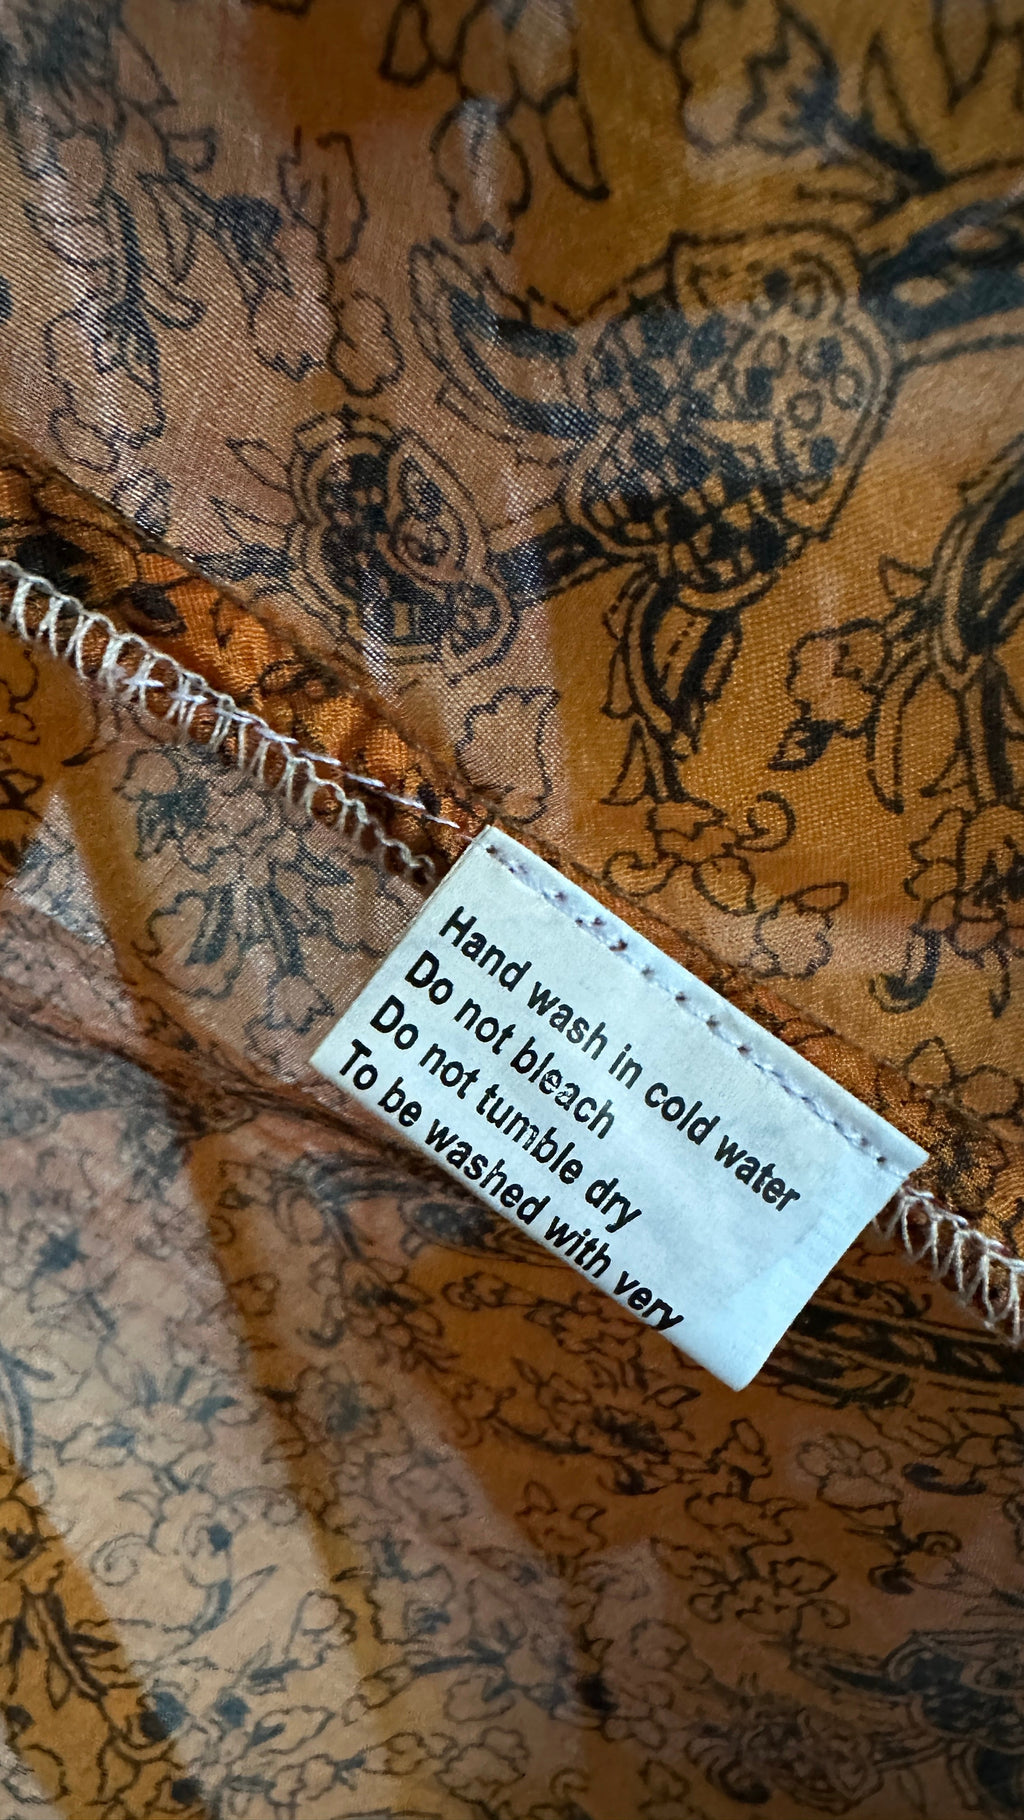 Hand wash in cold water
Do not bleach
Do not tumble dry
To be washed with very